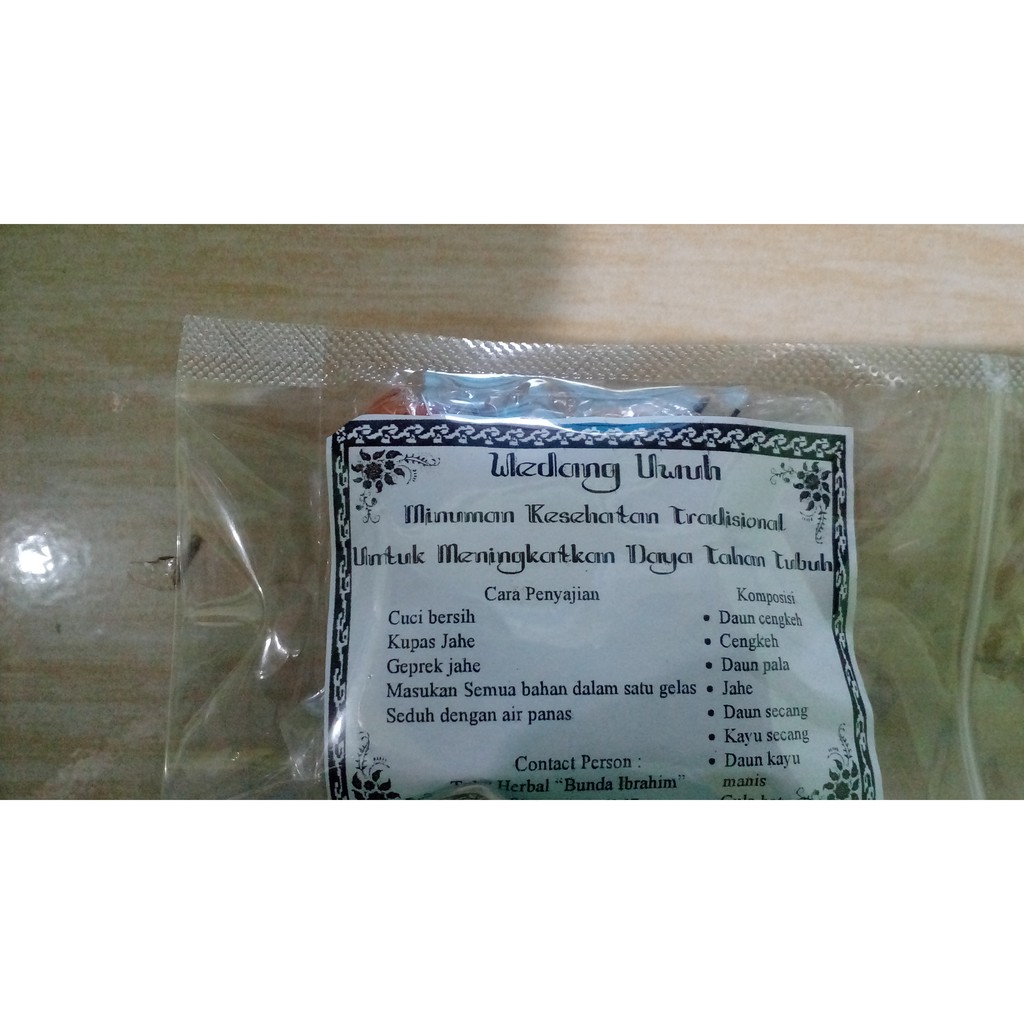 Wedang Uwuh
Minuman Kesehatan Tradisional
Untuk Meningkatkan Daya Tahan Tubuh
Cara Penyajian
Cuci bersih
Kupas Jahe
Geprek jahe
Masukan Semua bahan dalam satu gelas
Seduh dengan air panas
Contact Person :
Herbal "Bunda Ibrahim"
Komposisi
• Daun cengkeh
• Cengkeh
• Daun pala
• Jahe
• Daun secang
• Kayu secang
• Daun kayu
manis